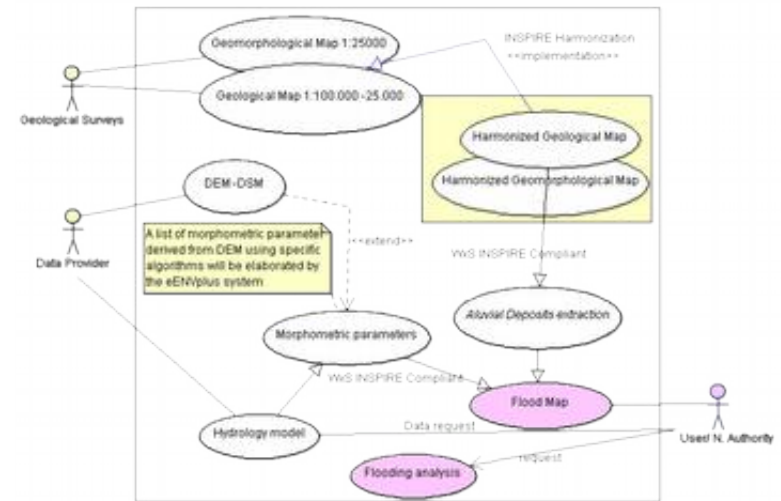 Geomorphological Map 1:25000
INSPIRE Harmonization
<<implementation>>
Geological Map 1:100.000 -25.000
Geological Surveys
Harmonized Geological Map
Harmonized Geomorphological Map
DEM-DSM
A list of morphometric parameter
derived from DEM using specific
algorithms will be elaborated by
the eENVplus system
<<extend>>
WwS INSPIRE Compliant
Data Provider
Aluvial Deposits extraction
Morphometric parameters
WwS INSPIRE Compliant
Flood Map
Hydrology model
Data request
User/ N. Authority
request
Flooding analysis